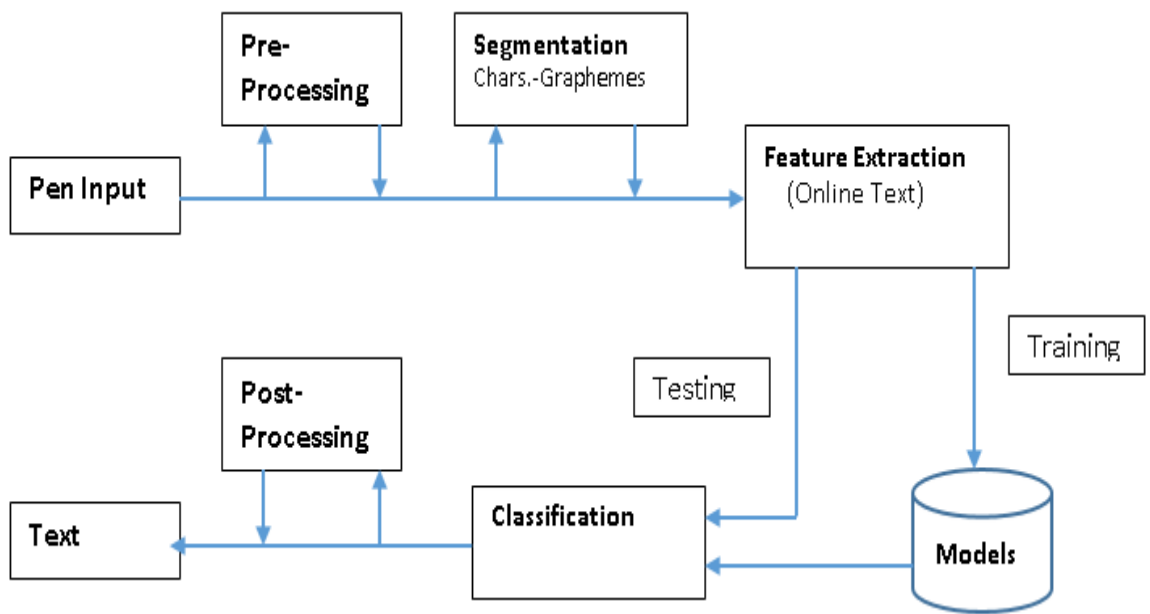 Pre-
Processing
Segmentation
Chars.-Graphemes
Pen Input
Feature Extraction
(Online Text)
Training
Testing
Post-
Processing
Text
Classification
Models